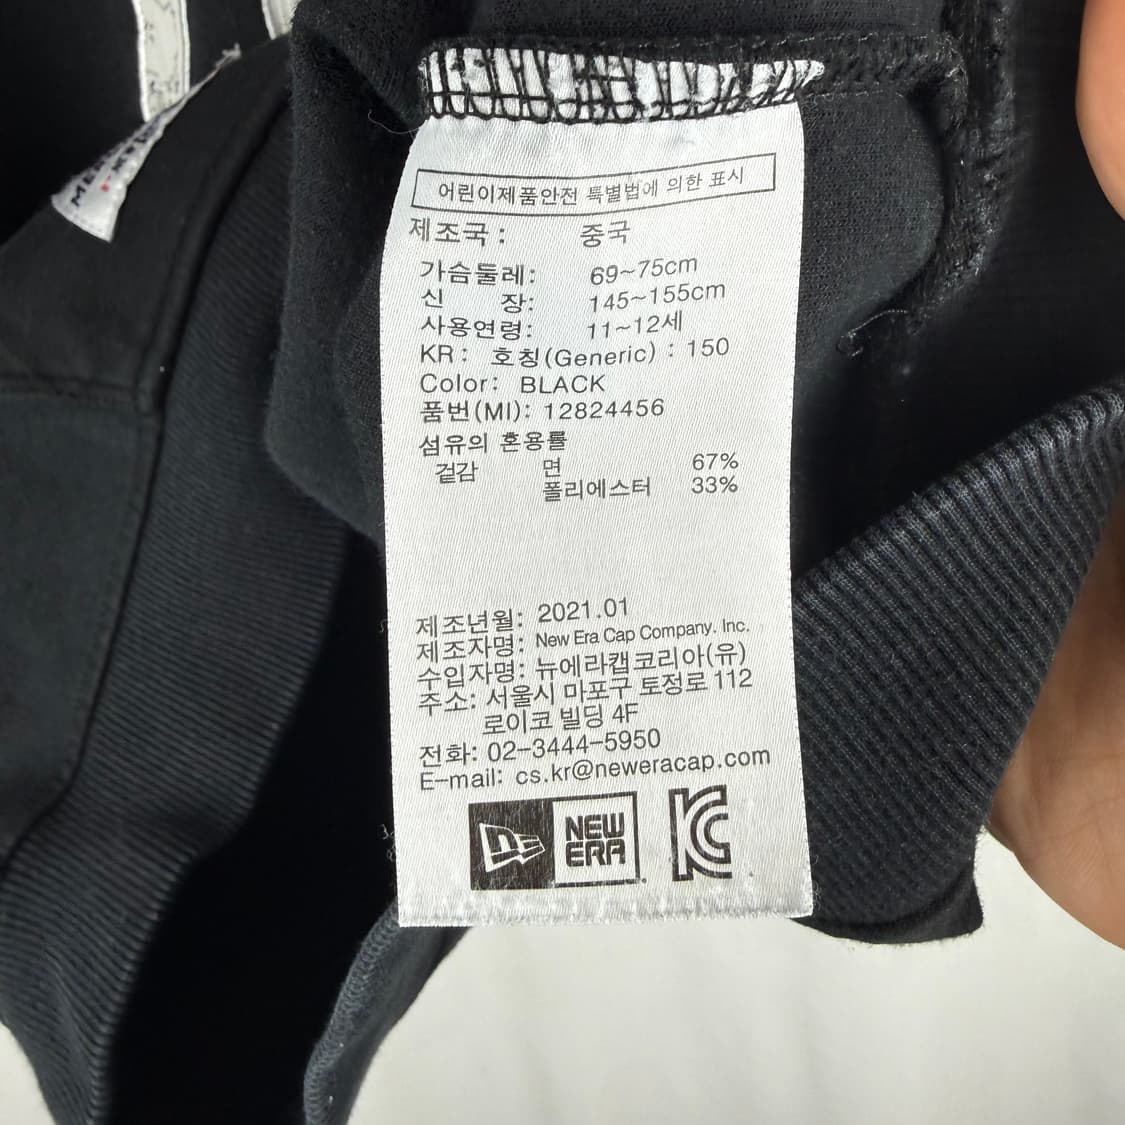 어린이제품안전 특별법에 의한 표시
제조국 : 중국
가슴둘레: 69~75cm
신 장: 145~155cm
사용연령: 11~12세
KR : 호칭(Generic) : 150
Color: BLACK
품번(MI): 12824456
섬유의 혼용률
겉감 면 67%
폴리에스터 33%
제조년월: 2021.01
제조자명: New Era Cap Company. Inc.
수입자명: 뉴에라캡코리아(유)
주소: 서울시 마포구 토정로 112
로이코 빌딩 4F
전화: 02-3444-5950
E-mail: cs.kr@neweracap.com
NEW
ERA